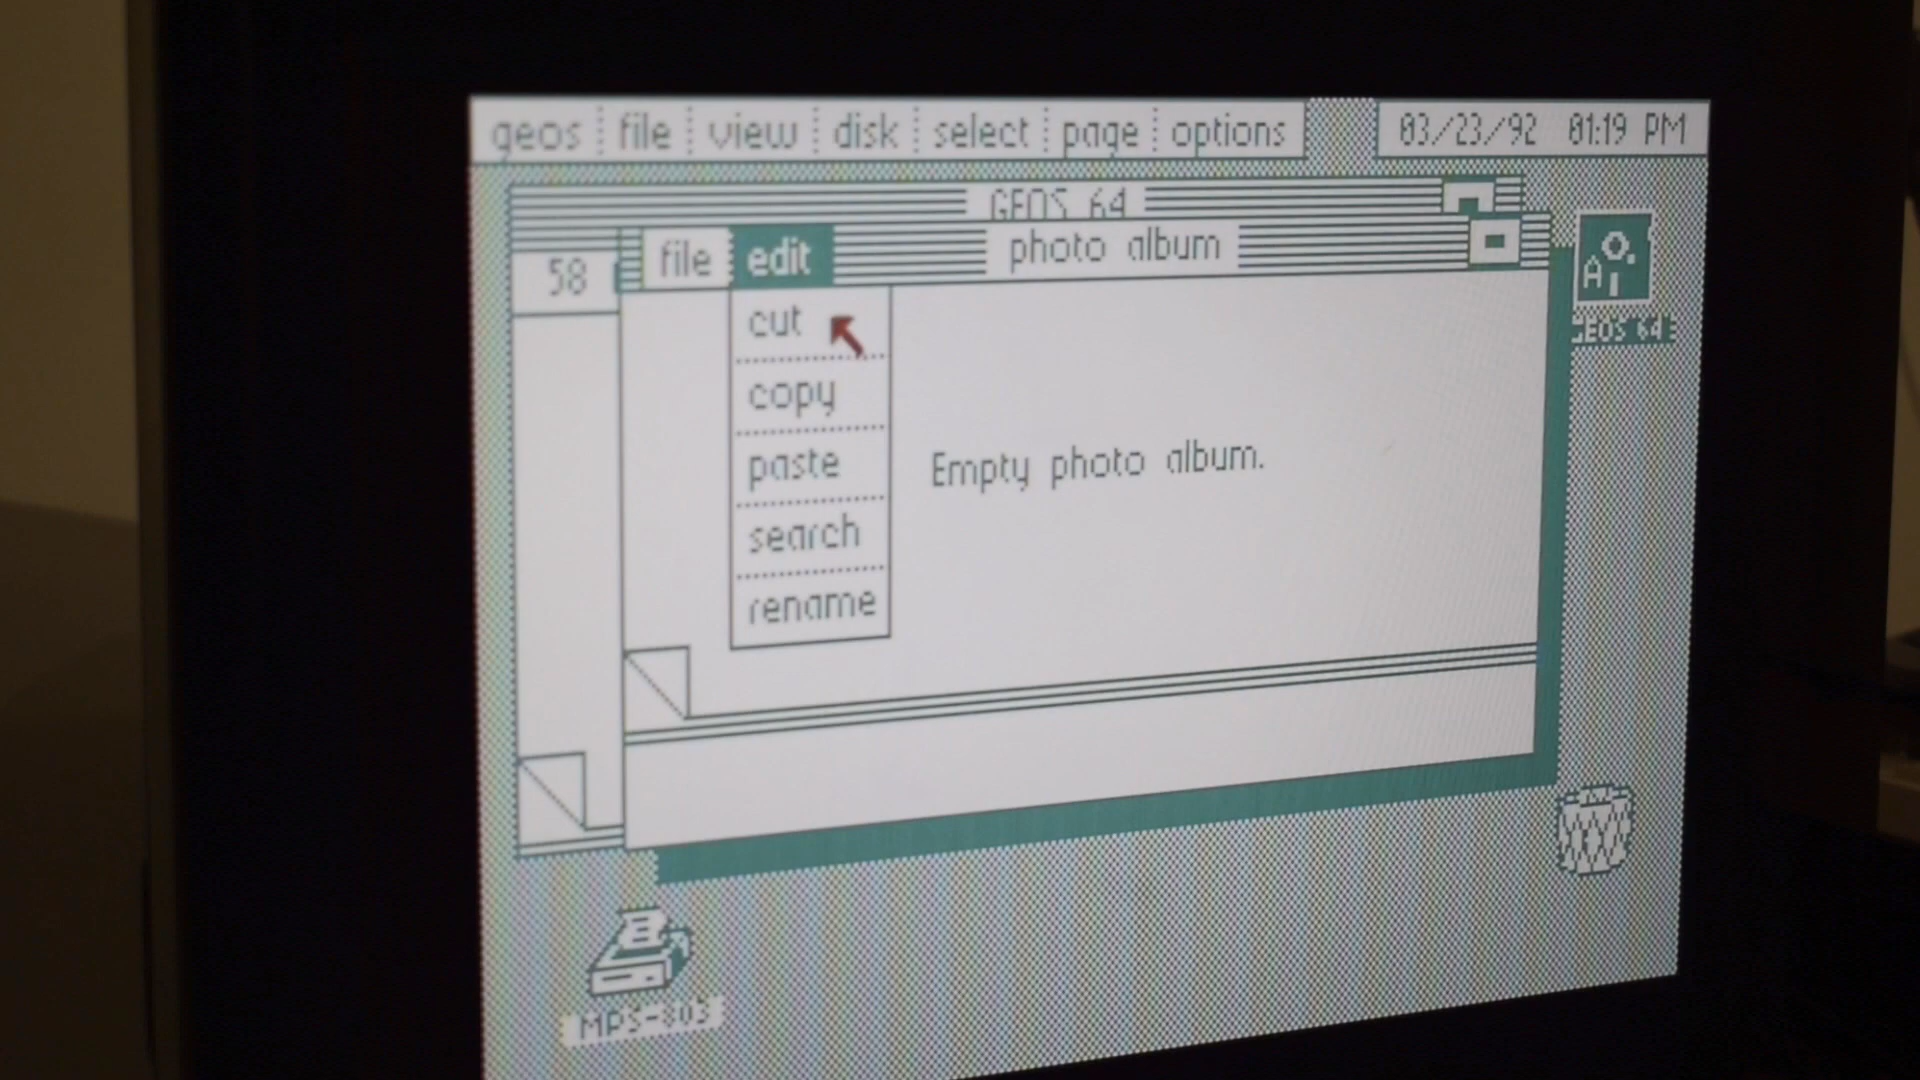 geos file view disk select page options 03/23/92 01:19 PM
GEOS 64
file edit photo album
58
A
GEOS 64
cut
copy
paste
search
rename
Empty photo album.
MPS-803